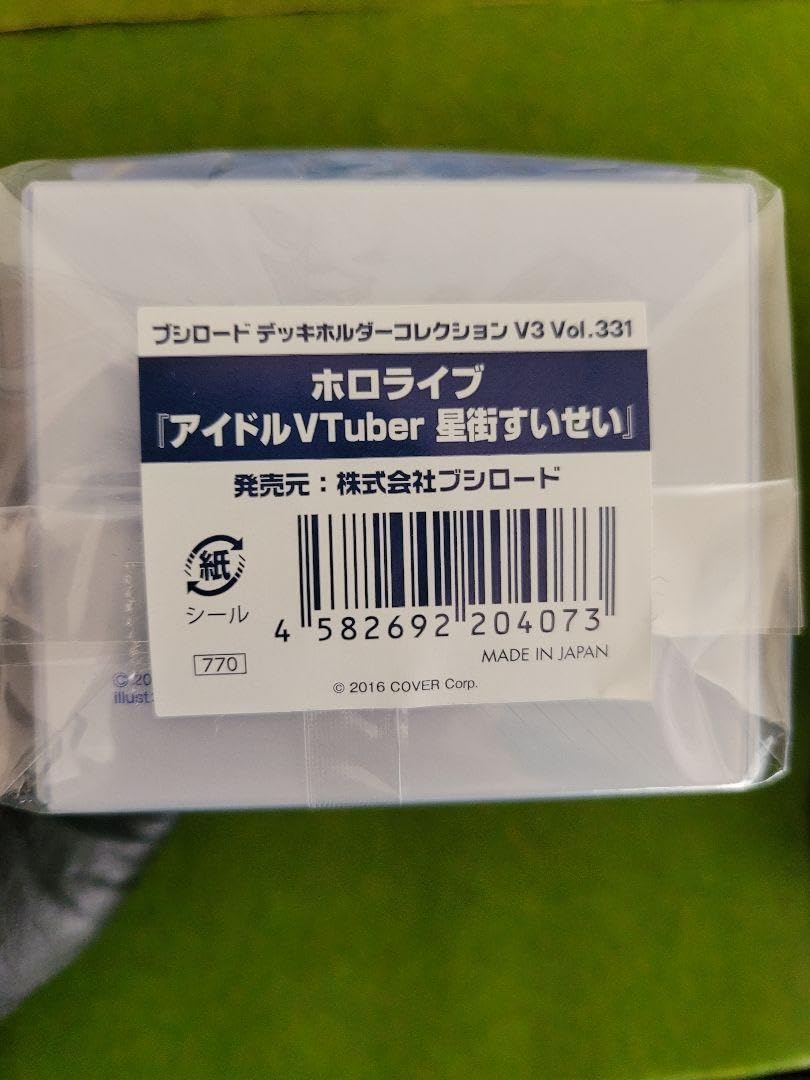 ブシロード デッキホルダーコレクション V3 Vol.331
ホロライブ
『アイドルVTuber 星街すいせい』
発売元：株式会社ブシロード
紙
シール
4 582692 204073
770
MADE IN JAPAN
© 2016 COVER Corp.
© 20
illust: